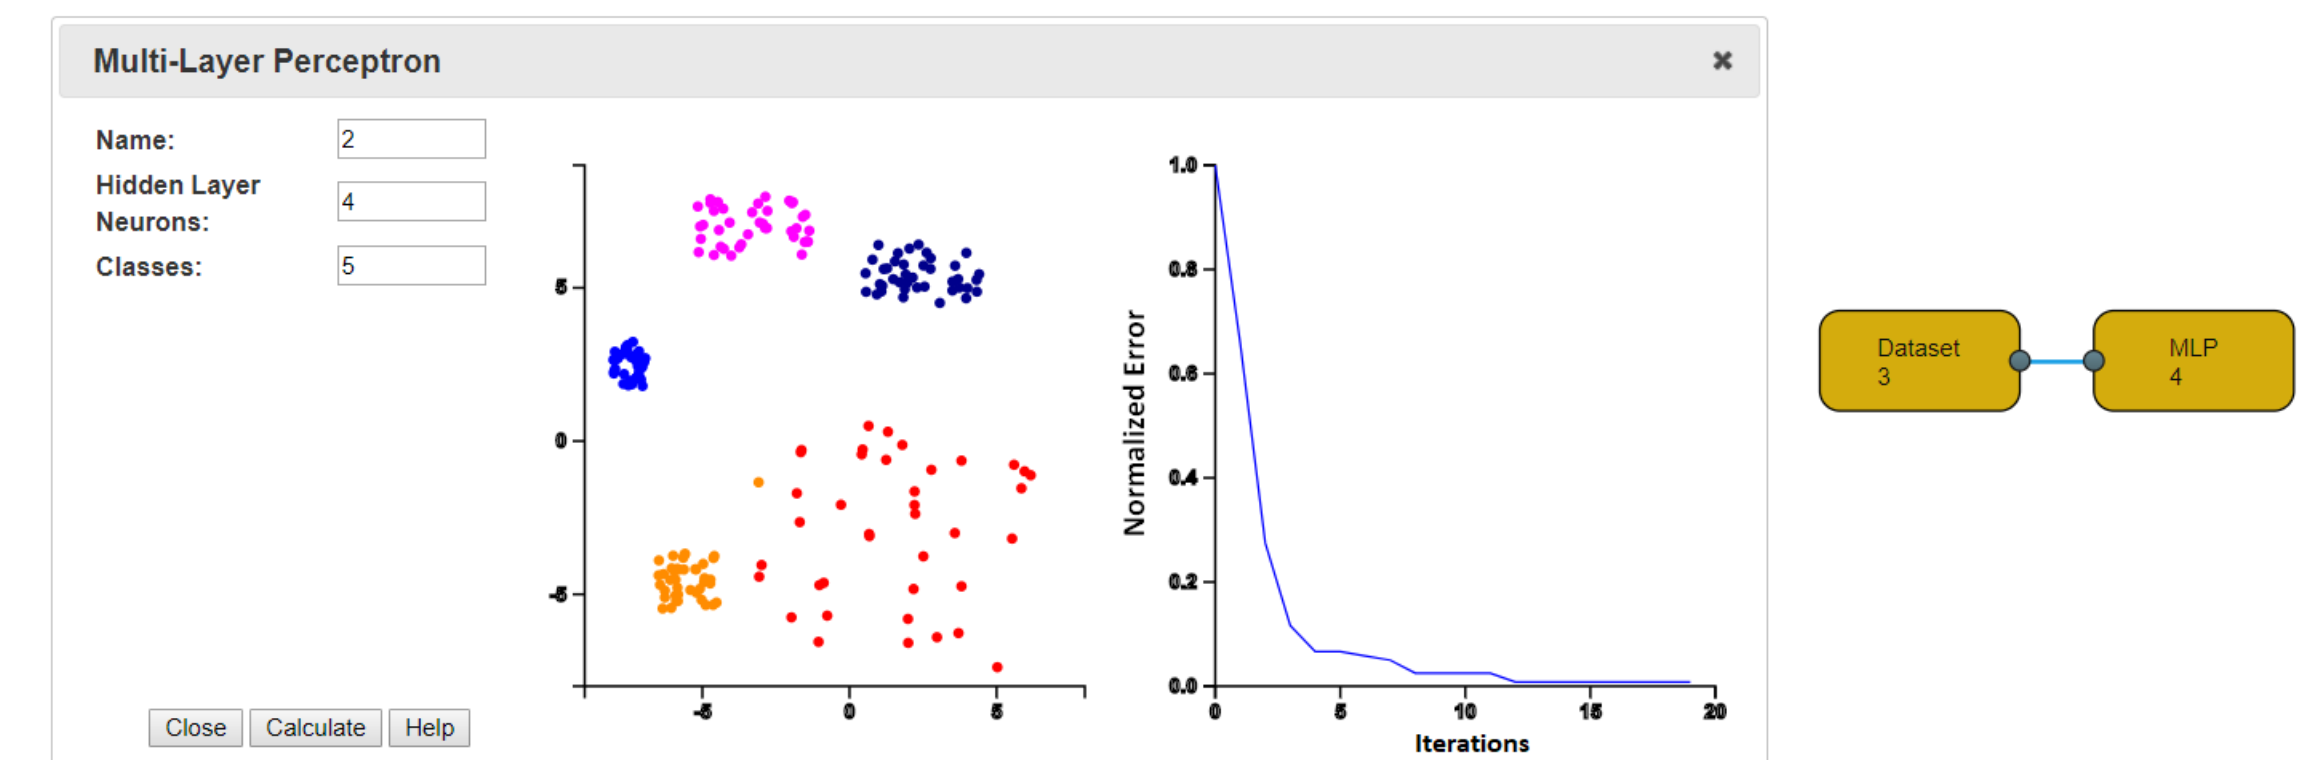 Multi-Layer Perceptron
Name: 2
Hidden Layer
Neurons: 4
Classes: 5
Close Calculate Help
5
0
-5
-5 0 5
Normalized Error
1.0
0.8
0.6
0.4
0.2
0.0
0 5 10 15 20
Iterations
Dataset
3
MLP
4